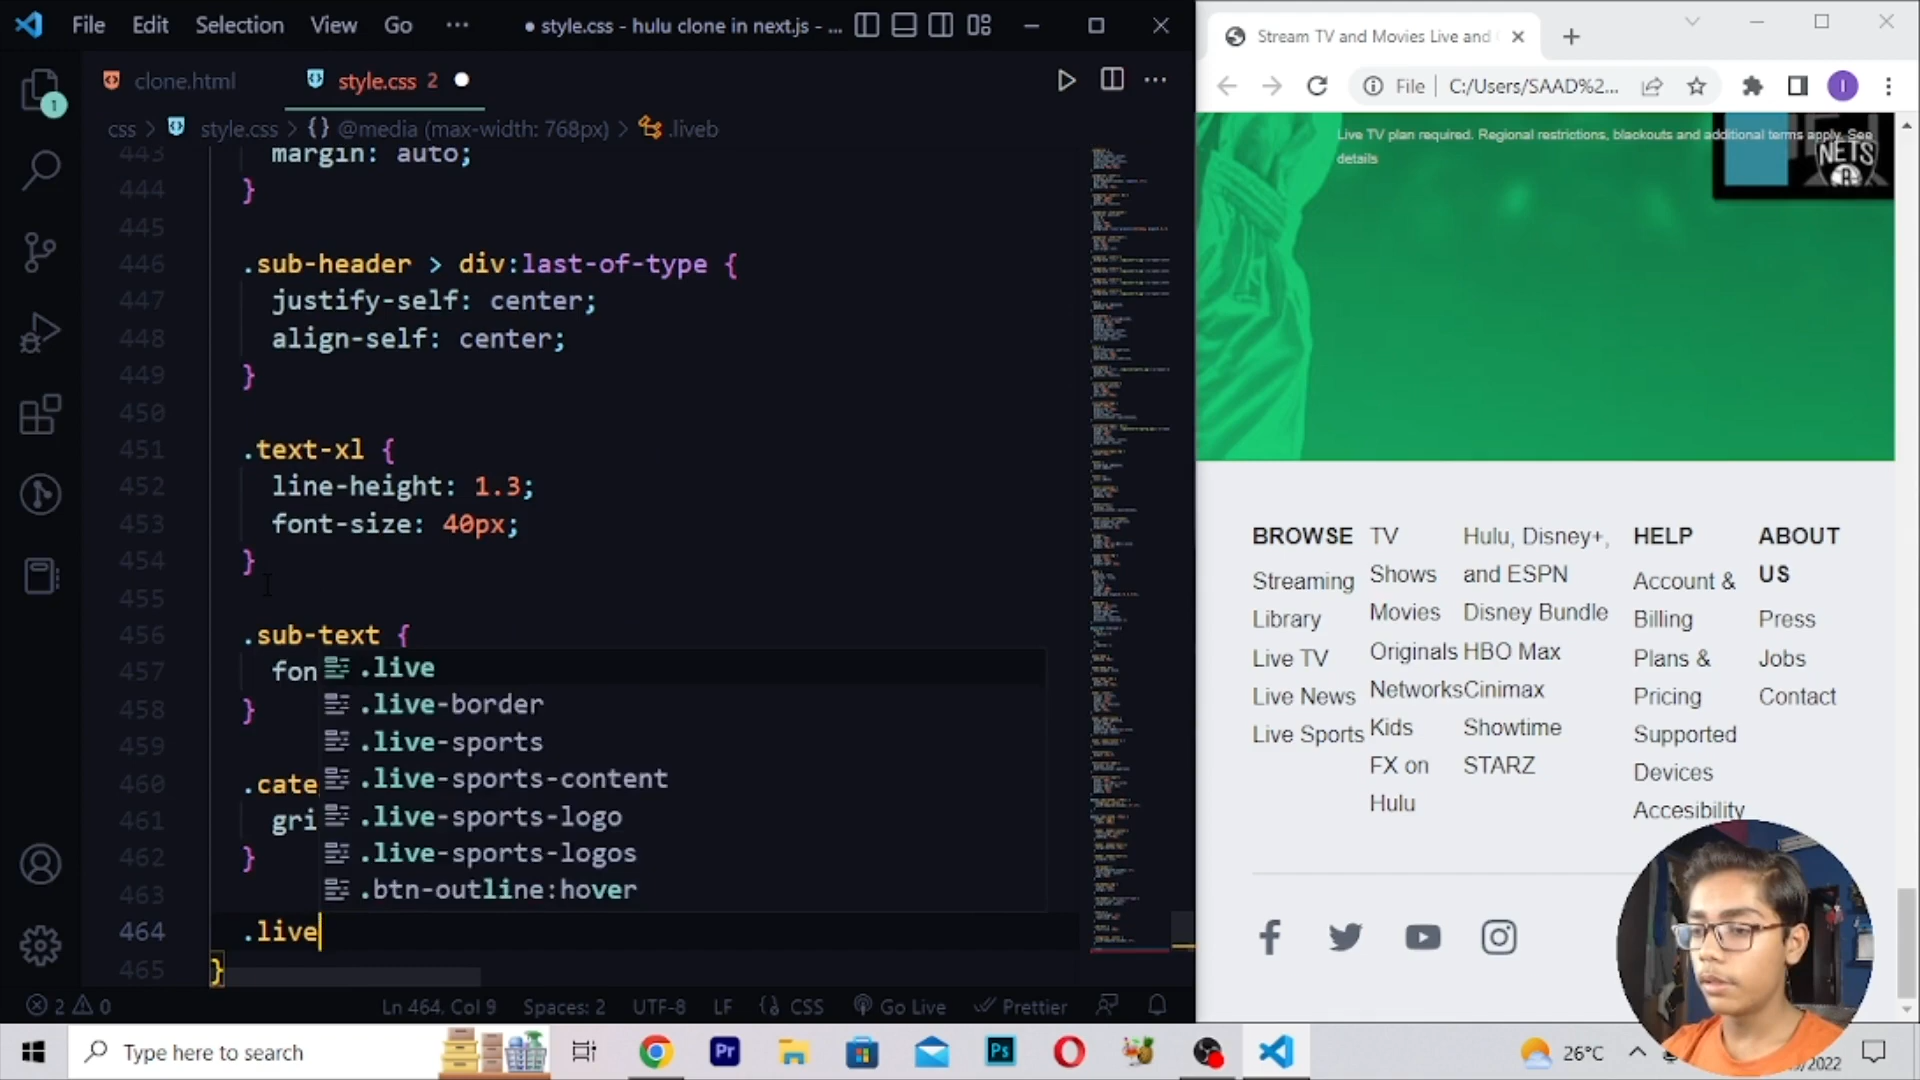 File Edit Selection View Go ··· ● style.css - hulu clone in next.js - ...
clone.html style.css 2
css > style.css > {} @media (max-width: 768px) > .liveb
443 margin: auto;
444 }
445
446 .sub-header > div:last-of-type {
447 justify-self: center;
448 align-self: center;
449 }
450
451 .text-xl {
452 line-height: 1.3;
453 font-size: 40px;
454 }
455
456 .sub-text {
457 fon
458 }
459
460 .cate
461 gri
462 }
463
464 .live
465 }
.live
.live-border
.live-sports
.live-sports-content
.live-sports-logo
.live-sports-logos
.btn-outline:hover
1
2 0 Ln 464, Col 9 Spaces: 2 UTF-8 LF {} CSS Go Live Prettier
Stream TV and Movies Live and
File C:/Users/SAAD%2... I
Live TV plan required. Regional restrictions, blackouts and additional terms apply. See
details
NETS
B
BROWSE
Streaming
Library
Live TV
Live News
Live Sports
TV
Shows
Movies
Originals
Networks
Kids
FX on
Hulu
Hulu, Disney+,
and ESPN
Disney Bundle
HBO Max
Cinimax
Showtime
STARZ
HELP
Account &
Billing
Plans &
Pricing
Supported
Devices
Accesibility
ABOUT
US
Press
Jobs
Contact
Type here to search Pr Ps 26°C